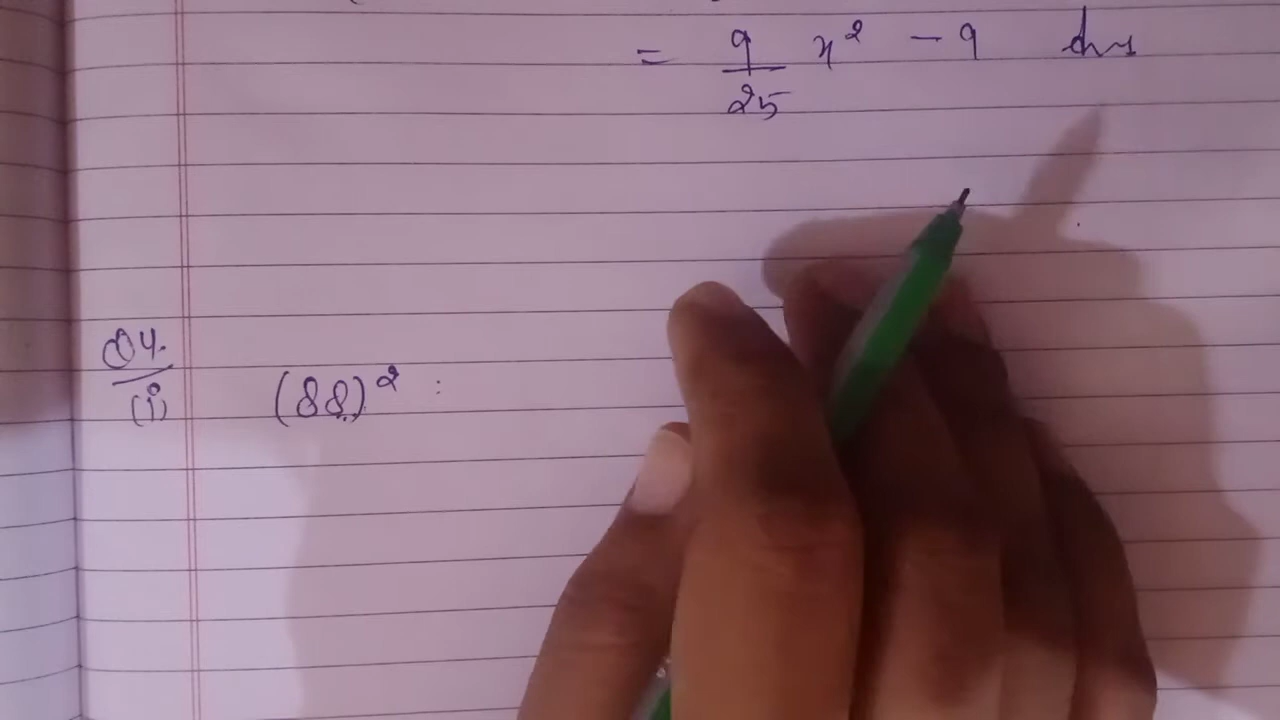 = 9/25 x² - 9 Ans
Q4.
(i) (88)² :